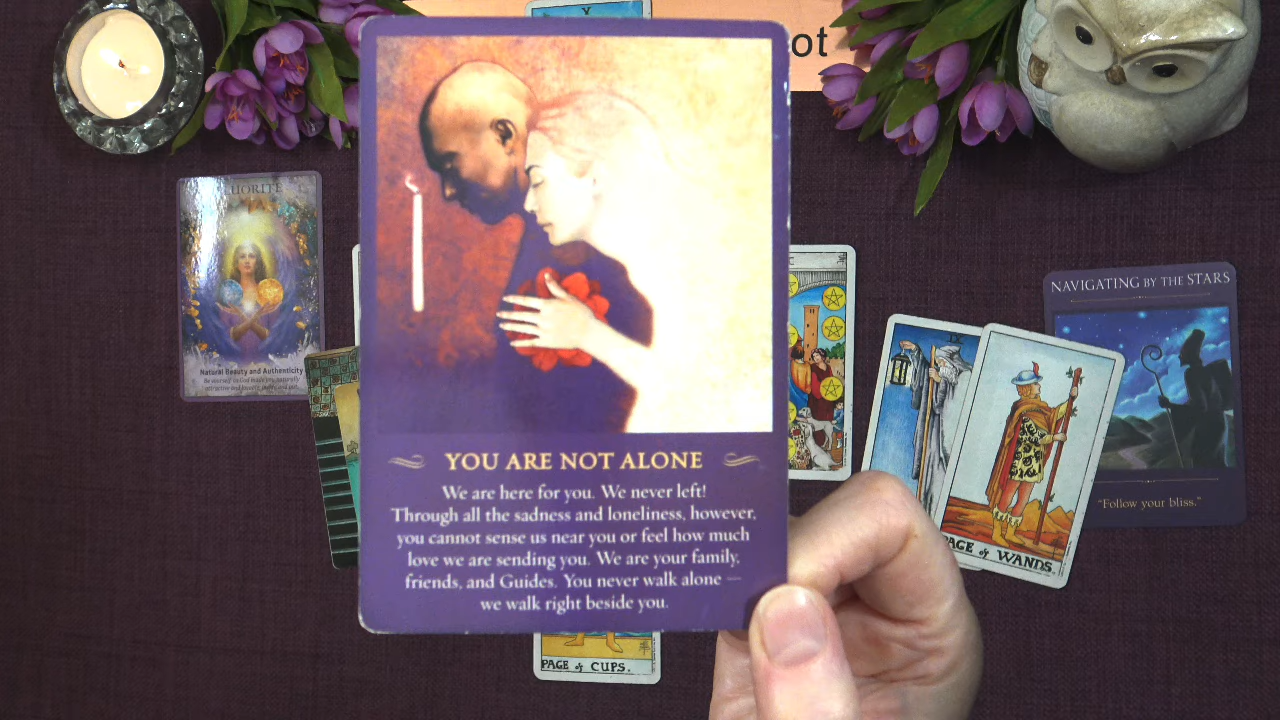 V
ot
UORITE
NAVIGATING BY THE STARS
IX
Natural Beauty and Authenticity
YOU ARE NOT ALONE
We are here for you. We never left!
Through all the sadness and loneliness, however,
you cannot sense us near you or feel how much
love we are sending you. We are your family,
friends, and Guides. You never walk alone —
we walk right beside you.
"Follow your bliss."
PAGE of WANDS.
PAGE of CUPS.